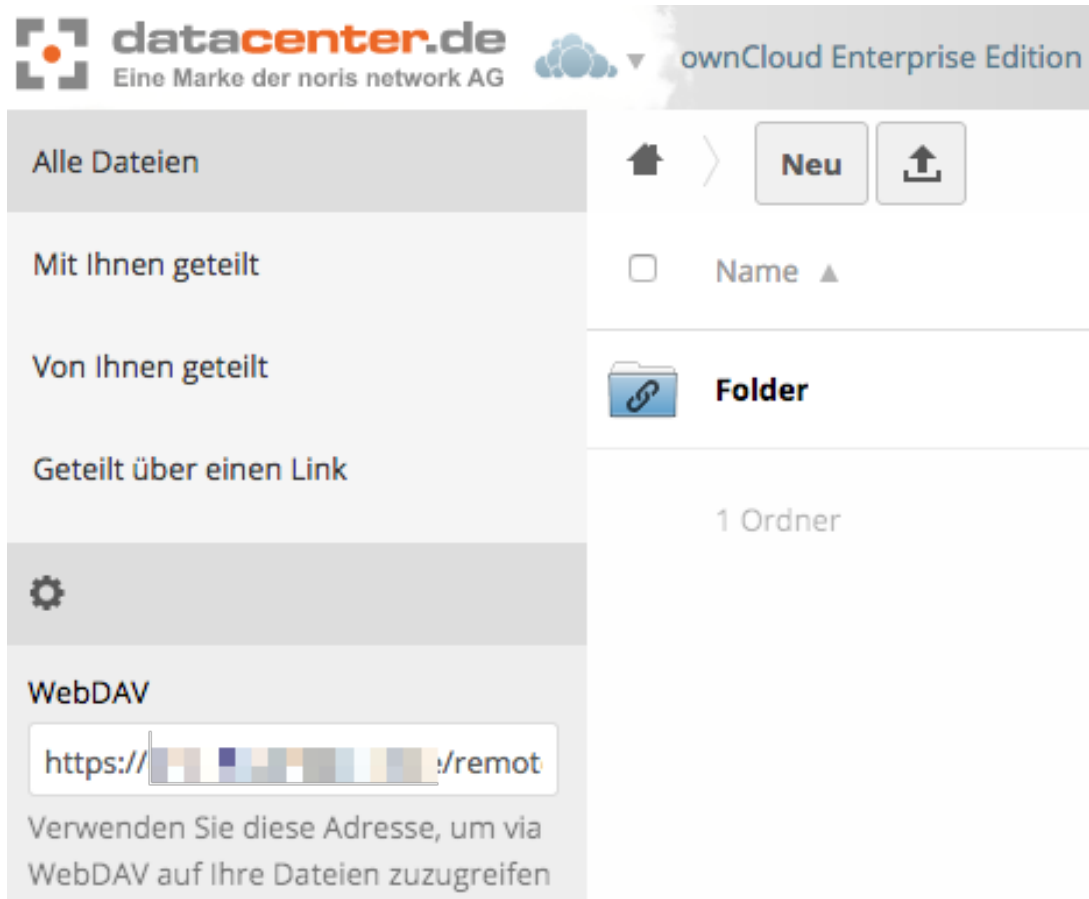 datacenter.de
Eine Marke der noris network AG
ownCloud Enterprise Edition
Alle Dateien
Neu
Mit Ihnen geteilt
Name
Von Ihnen geteilt
Folder
Geteilt über einen Link
1 Ordner
WebDAV
https:// /remot
Verwenden Sie diese Adresse, um via
WebDAV auf Ihre Dateien zuzugreifen